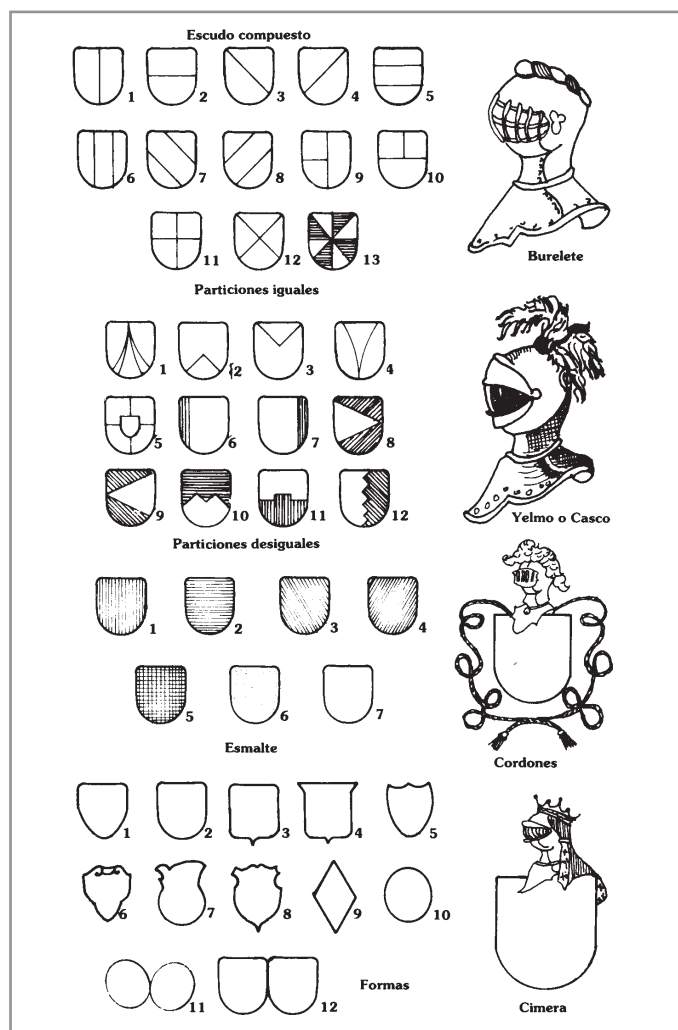 Escudo compuesto
1 2 3 4 5
6 7 8 9 10
11 12 13
Burelete
Particiones iguales
1 2 3 4
5 6 7 8
9 10 11 12
Yelmo o Casco
Particiones desiguales
1 2 3 4
5 6 7
Esmalte
Cordones
1 2 3 4 5
6 7 8 9 10
11 12
Formas
Cimera